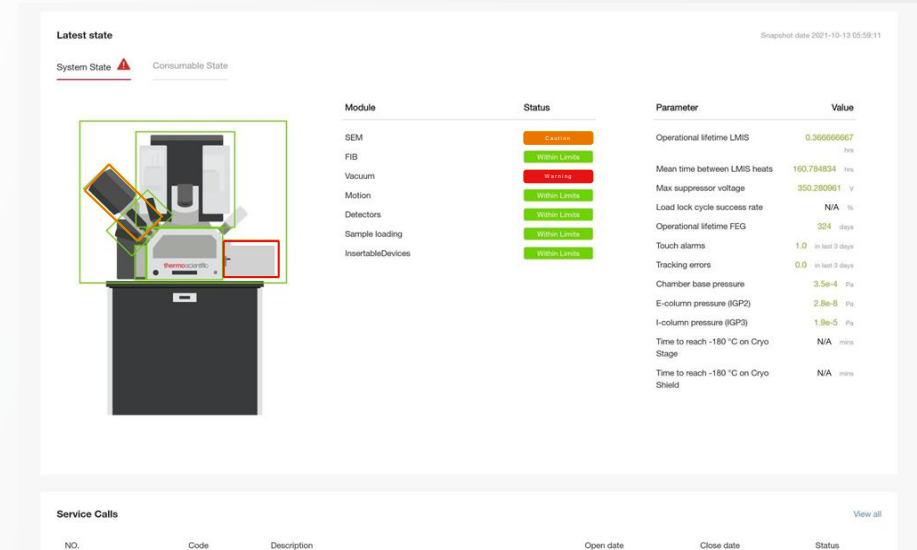 Latest state
Snapshot date 2021-10-13 05:59:11
System State
Consumable State
Module Status
SEM Caution
FIB Within Limits
Vacuum Warning
Motion Within Limits
Detectors Within Limits
Sample loading Within Limits
InsertableDevices Within Limits
thermoscientific
Parameter Value
Operational lifetime LMIS 0.366666667 hrs
Mean time between LMIS heats 160.784834 hrs
Max suppressor voltage 350.280961 V
Load lock cycle success rate N/A %
Operational lifetime FEG 324 days
Touch alarms 1.0 in last 3 days
Tracking errors 0.0 in last 3 days
Chamber base pressure 3.5e-4 Pa
E-column pressure (IGP2) 2.8e-8 Pa
I-column pressure (IGP3) 1.9e-5 Pa
Time to reach -180 °C on Cryo
Stage N/A mins
Time to reach -180 °C on Cryo
Shield N/A mins
Service Calls View all
NO. Code Description Open date Close date Status